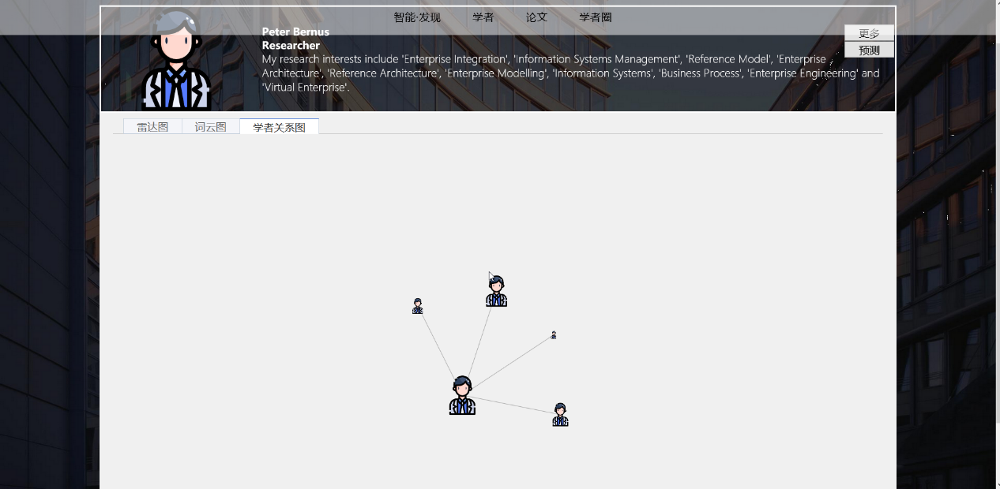 智能·发现 学者 论文 学者圈
Peter Bernus
更多
Researcher
预测
My research interests include 'Enterprise Integration', 'Information Systems Management', 'Reference Model', 'Enterprise
Architecture', 'Reference Architecture', 'Enterprise Modelling', 'Information Systems', 'Business Process', 'Enterprise Engineering' and
'Virtual Enterprise'.
雷达图 词云图 学者关系图